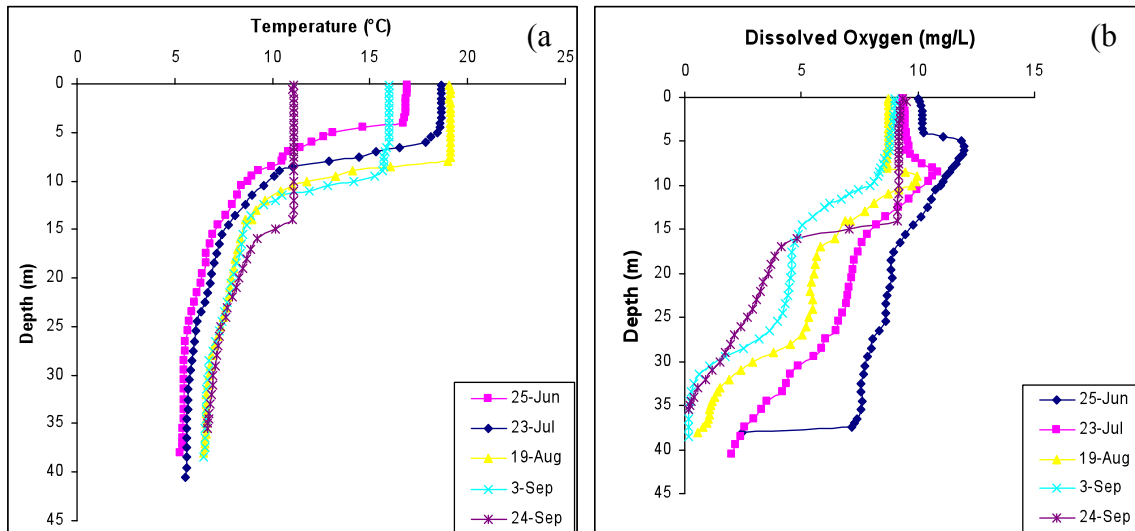 Temperature (°C)
(a
0 5 10 15 20 25
0
5
10
15
20
25
30
35
40
45
Depth (m)
25-Jun
23-Jul
19-Aug
3-Sep
24-Sep
Dissolved Oxygen (mg/L)
(b
0 5 10 15
0
5
10
15
20
25
30
35
40
45
Depth (m)
25-Jun
23-Jul
19-Aug
3-Sep
24-Sep